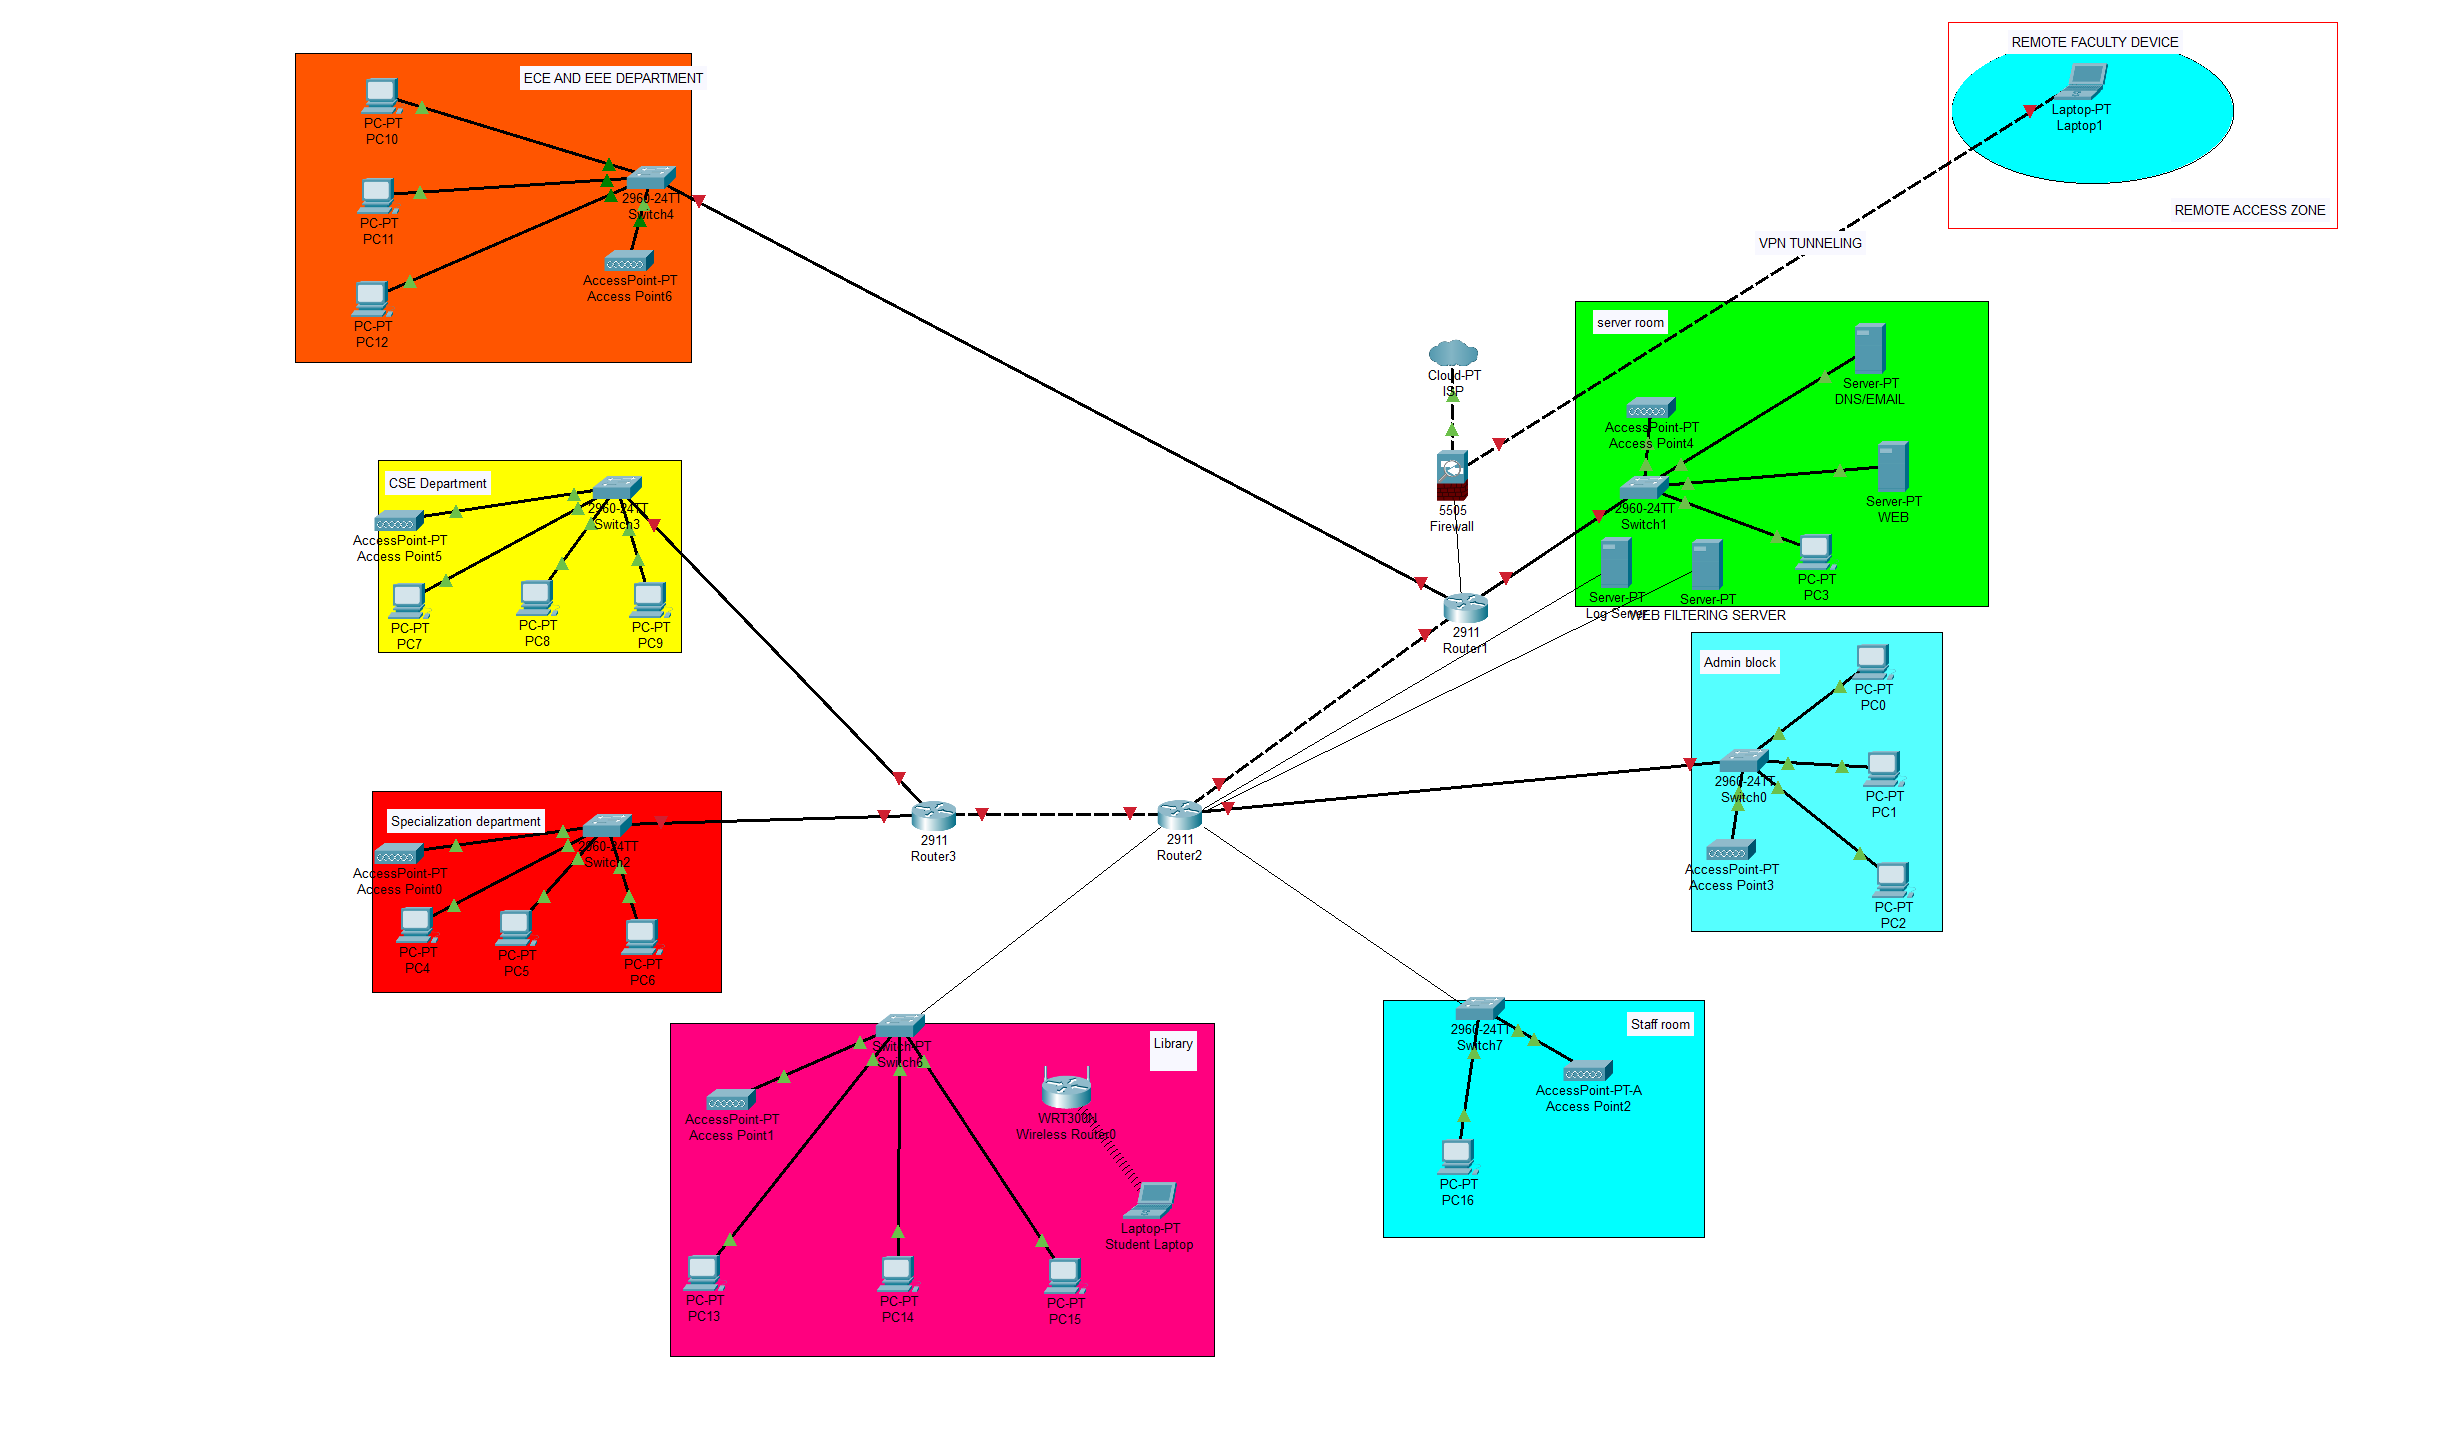 REMOTE FACULTY DEVICE
Laptop-PT
Laptop1
REMOTE ACCESS ZONE
VPN TUNNELING
ECE AND EEE DEPARTMENT
PC-PT
PC10
PC-PT
PC11
PC-PT
PC12
2960-24TT
Switch4
AccessPoint-PT
Access Point6
Cloud-PT
ISP
5505
Firewall
server room
Server-PT
DNS/EMAIL
AccessPoint-PT
Access Point4
2960-24TT
Switch1
Server-PT
WEB
PC-PT
PC3
Server-PT
Log Server
Server-PT
WEB FILTERING SERVER
CSE Department
2960-24TT
Switch3
AccessPoint-PT
Access Point5
PC-PT
PC7
PC-PT
PC8
PC-PT
PC9
2911
Router1
Admin block
PC-PT
PC0
2960-24TT
Switch0
PC-PT
PC1
AccessPoint-PT
Access Point3
PC-PT
PC2
Specialization department
2960-24TT
Switch2
AccessPoint-PT
Access Point0
PC-PT
PC4
PC-PT
PC5
PC-PT
PC6
2911
Router3
2911
Router2
Library
Switch-PT
Switch6
AccessPoint-PT
Access Point1
WRT300N
Wireless Router0
Laptop-PT
Student Laptop
PC-PT
PC13
PC-PT
PC14
PC-PT
PC15
Staff room
2960-24TT
Switch7
AccessPoint-PT-A
Access Point2
PC-PT
PC16